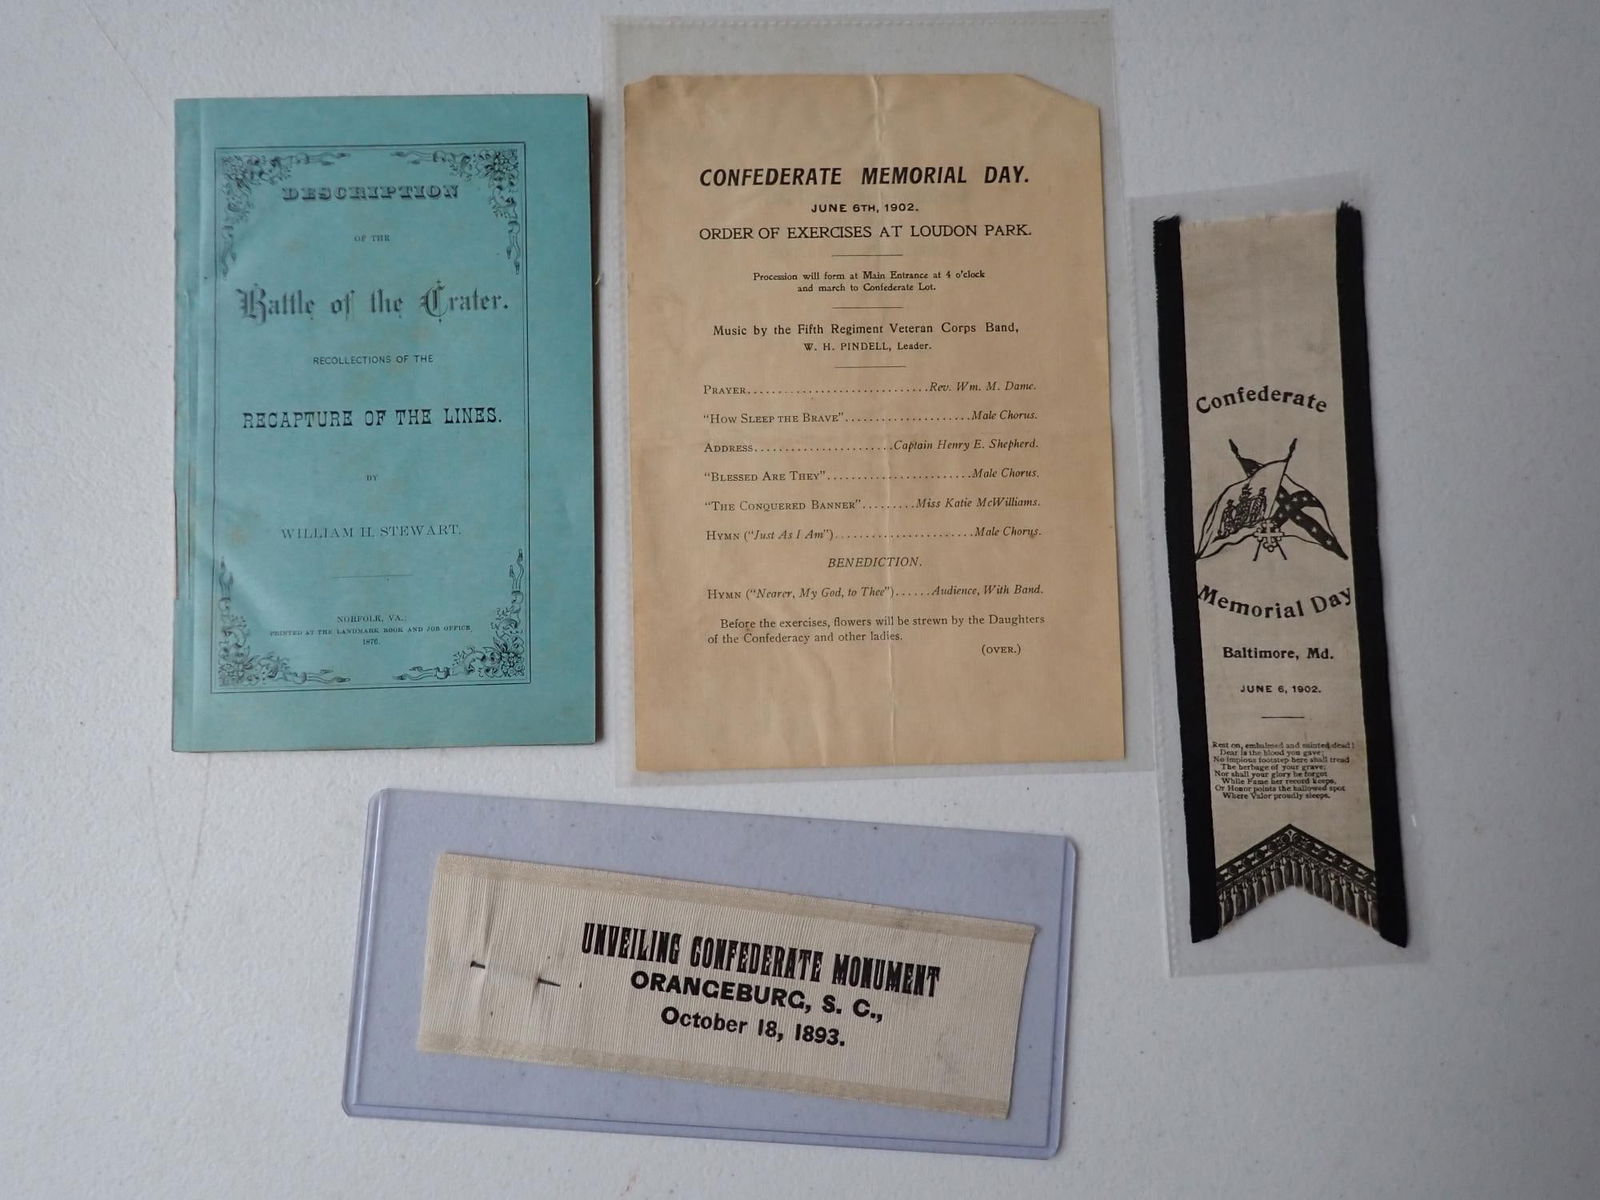 DESCRIPTION
OF THE
Battle of the Crater.
RECOLLECTIONS OF THE
RECAPTURE OF THE LINES.
BY
WILLIAM H. STEWART.
NORFOLK, VA.:
PRINTED AT THE LANDMARK BOOK AND JOB OFFICE
1876.
CONFEDERATE MEMORIAL DAY.
JUNE 6TH, 1902.
ORDER OF EXERCISES AT LOUDON PARK.
Procession will form at Main Entrance at 4 o'clock
and march to Confederate Lot.
Music by the Fifth Regiment Veteran Corps Band,
W. H. PINDELL, Leader.
PRAYER..............................Rev. Wm. M. Dame.
"HOW SLEEP THE BRAVE".....................Male Chorus.
ADDRESS.......................Captain Henry E. Shepherd.
"BLESSED ARE THEY"........................Male Chorus.
"THE CONQUERED BANNER".........Miss Katie McWilliams.
HYMN ("Just As I Am").......................Male Chorus.
BENEDICTION.
HYMN ("Nearer, My God, to Thee")......Audience, With Band.
Before the exercises, flowers will be strewn by the Daughters
of the Confederacy and other ladies.
(OVER.)
Confederate
Memorial Day
Baltimore, Md.
JUNE 6, 1902.
Rest on, embalmed and sainted dead!
Dear is the blood you gave;
No impious footstep here shall tread
The herbage of your grave;
Nor shall your glory be forgot
While Fame her record keeps,
Or Honor points the hallowed spot
Where Valor proudly sleeps.
UNVEILING CONFEDERATE MONUMENT
ORANGEBURG, S. C.,
October 18, 1893.